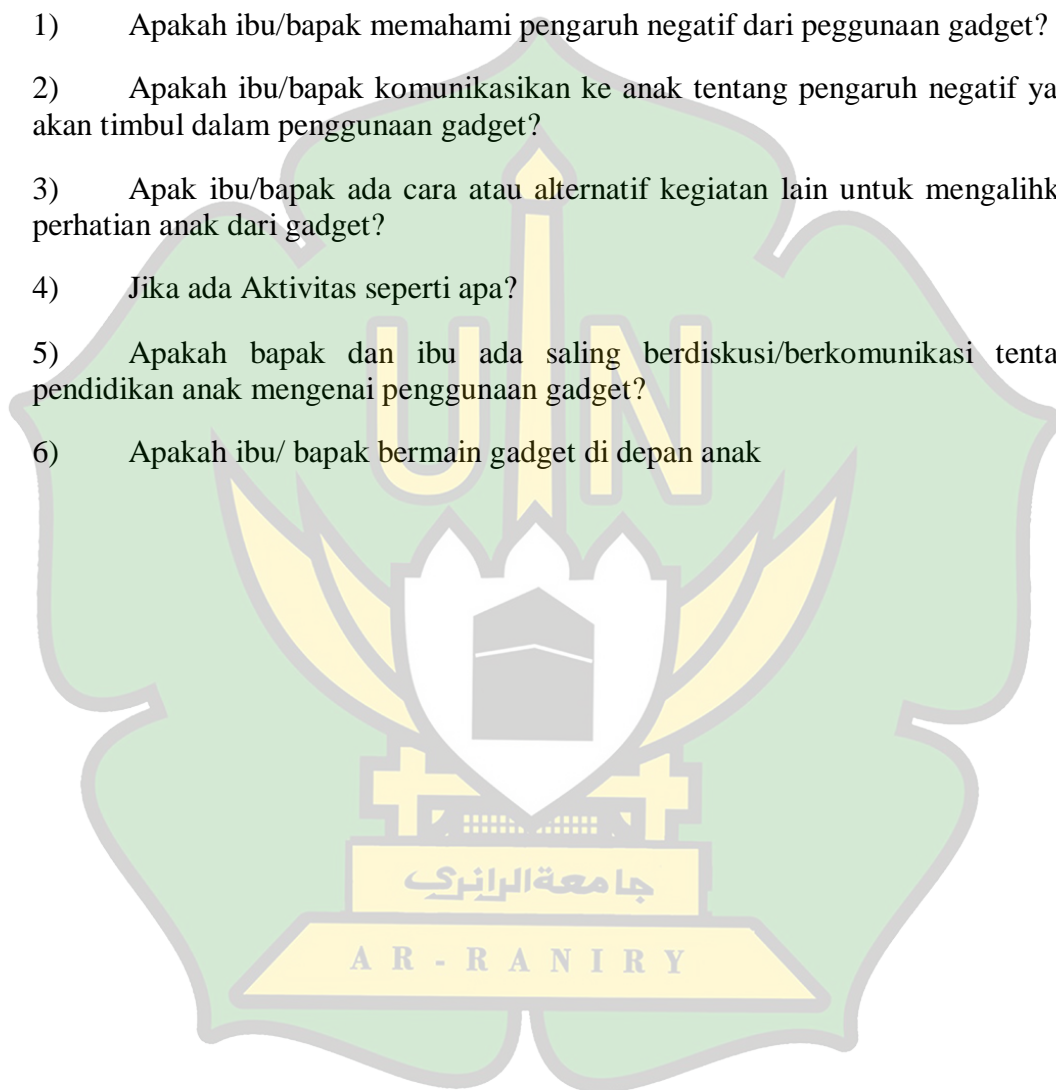 1) Apakah ibu/bapak memahami pengaruh negatif dari peggunaan gadget?
2) Apakah ibu/bapak komunikasikan ke anak tentang pengaruh negatif ya
akan timbul dalam penggunaan gadget?
3) Apak ibu/bapak ada cara atau alternatif kegiatan lain untuk mengalihk
perhatian anak dari gadget?
4) Jika ada Aktivitas seperti apa?
5) Apakah bapak dan ibu ada saling berdiskusi/berkomunikasi tenta
pendidikan anak mengenai penggunaan gadget?
6) Apakah ibu/ bapak bermain gadget di depan anak
UIN
جامعةالرانري
AR-RANIRY